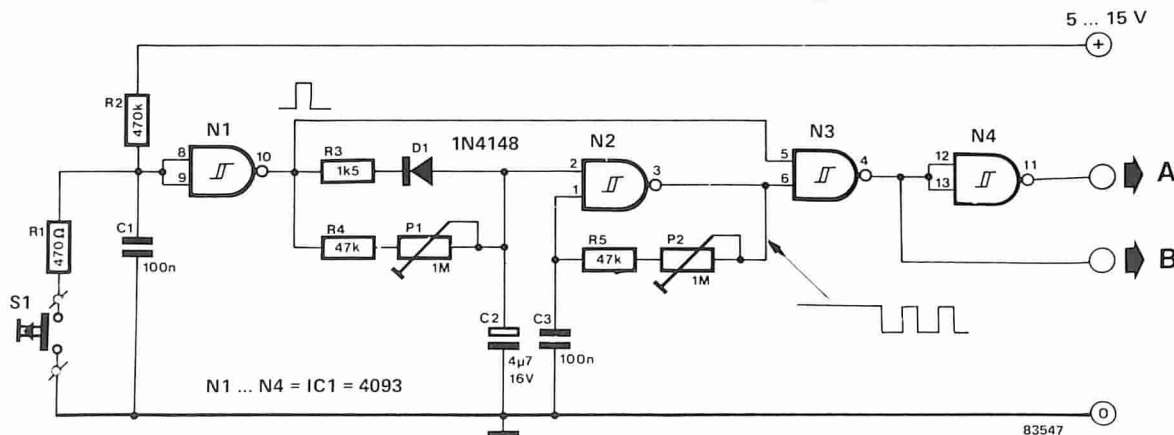 5 ... 15 V
+
R2
470k
N1
8
9
10
R3
1k5
D1
1N4148
N2
2
1
3
N3
5
6
4
N4
12
13
11
A
R1
470Ω
C1
100n
R4
47k
P1
1M
R5
47k
P2
1M
B
S1
C2
4μ7
16V
C3
100n
N1 ... N4 = IC1 = 4093
0
83547